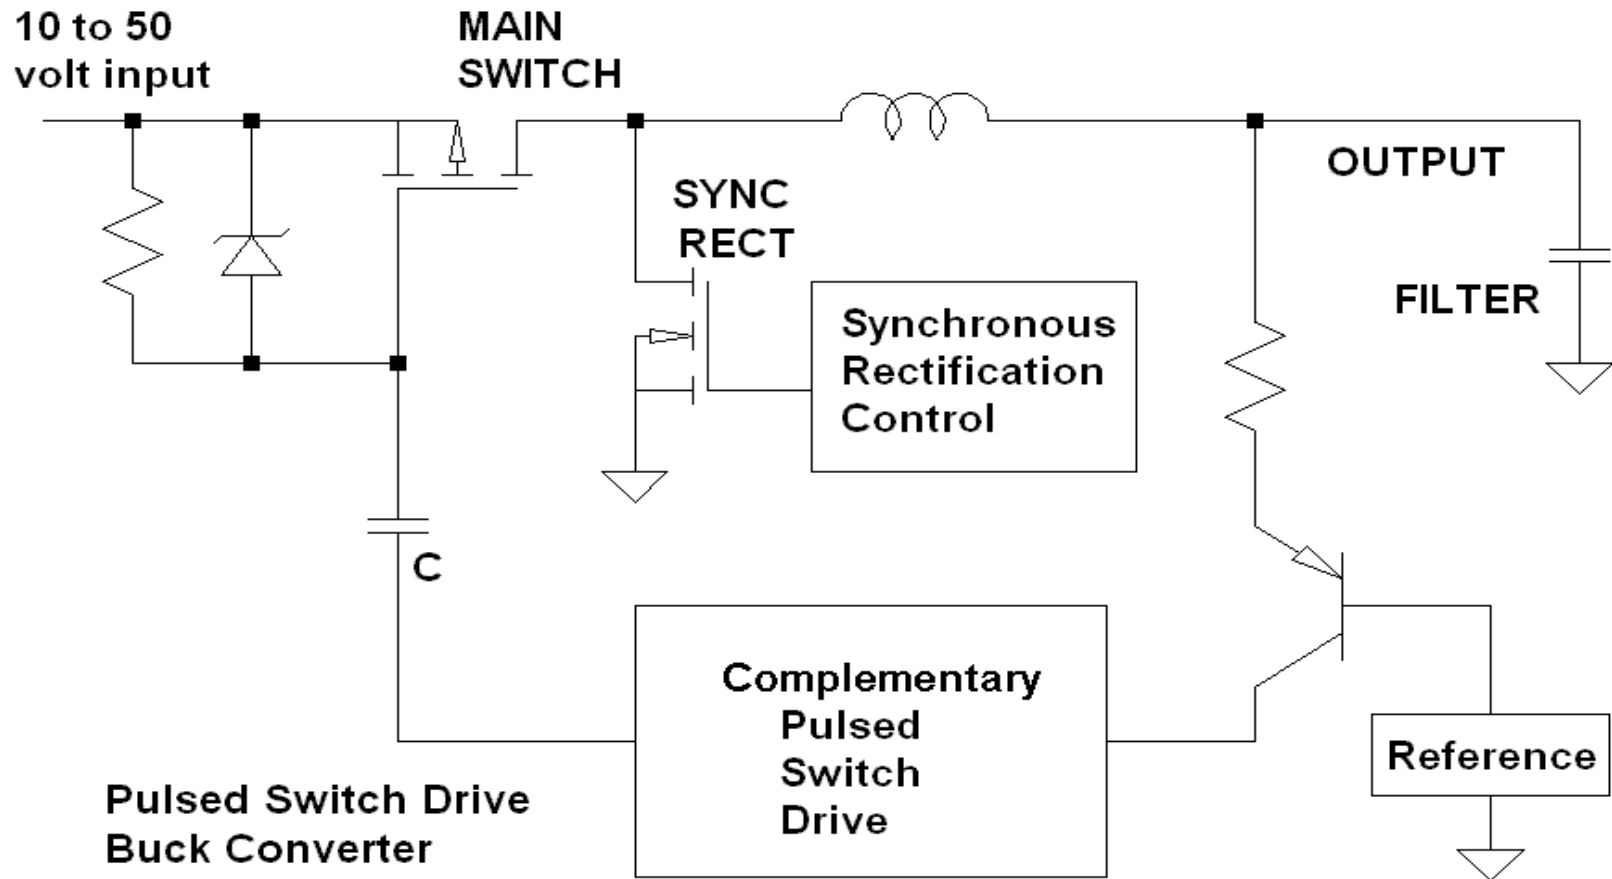 10 to 50
volt input
MAIN
SWITCH
OUTPUT
SYNC
RECT
FILTER
Synchronous
Rectification
Control
C
Complementary
Pulsed
Switch
Drive
Reference
Pulsed Switch Drive
Buck Converter